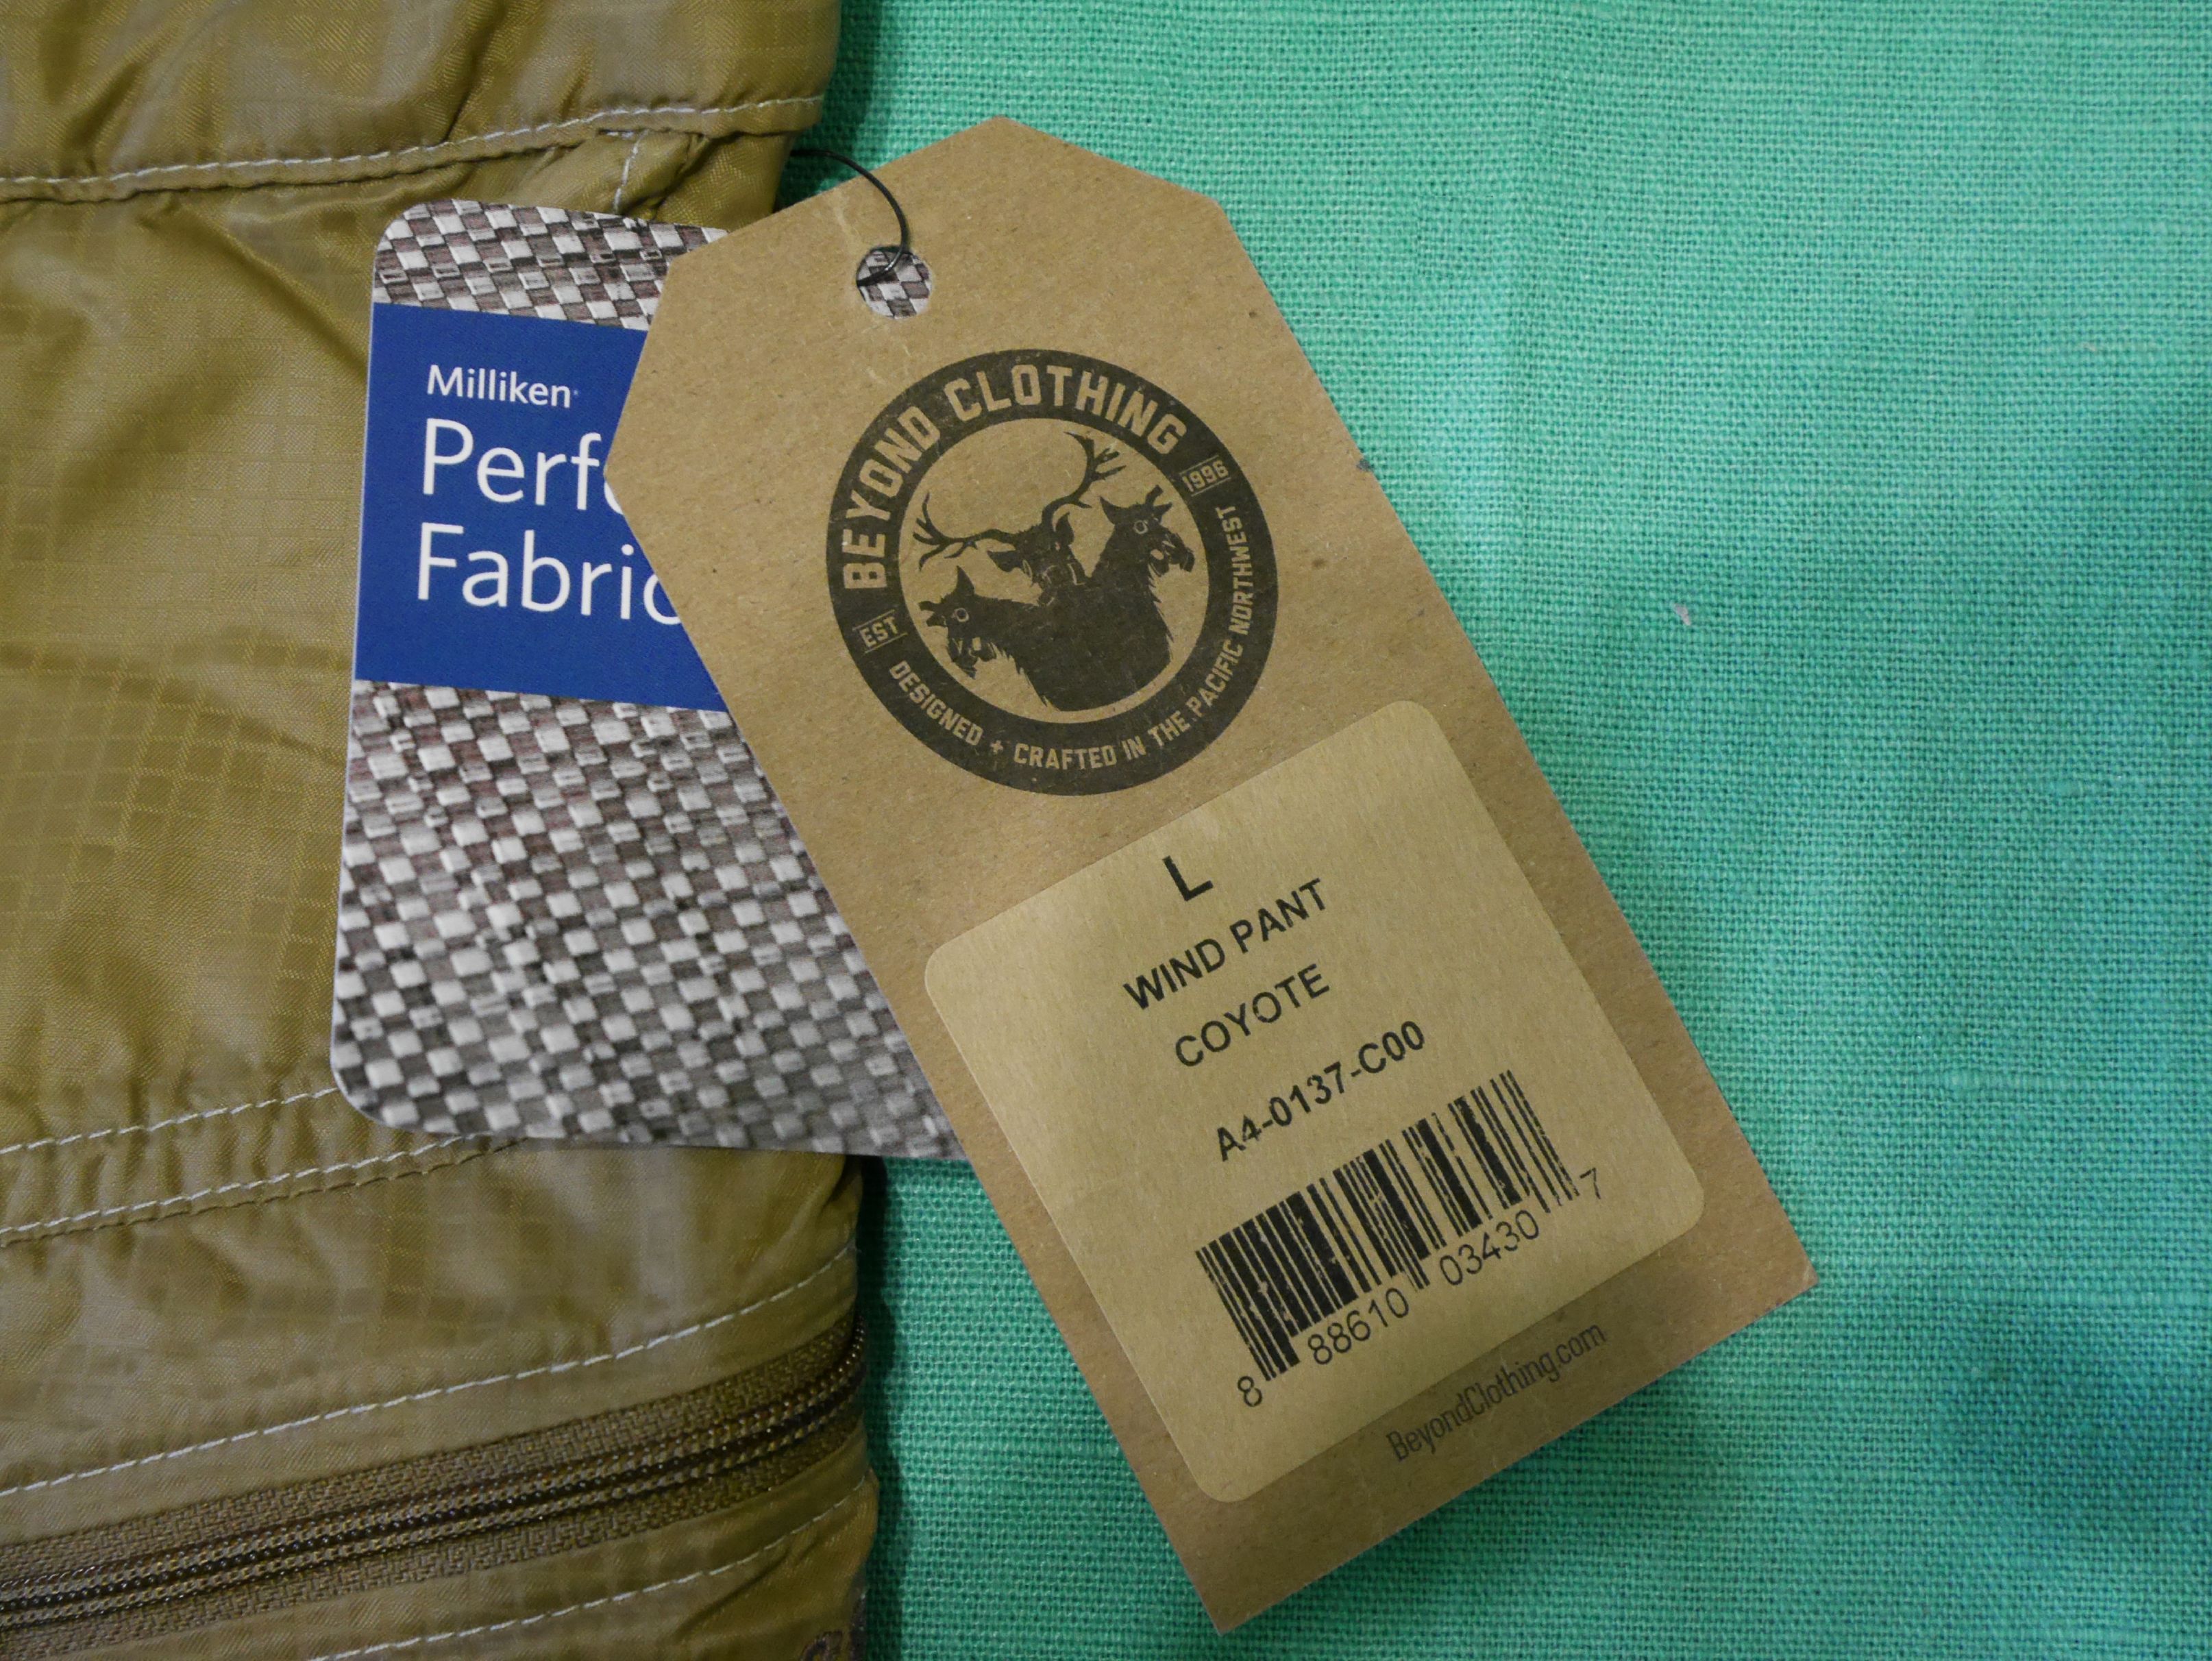 Milliken
Perfo
Fabric
BEYOND CLOTHING
EST
1996
DESIGNED + CRAFTED IN THE PACIFIC NORTHWEST
L
WIND PANT
COYOTE
A4-0137-C00
8 88610 03430 7
BeyondClothing.com